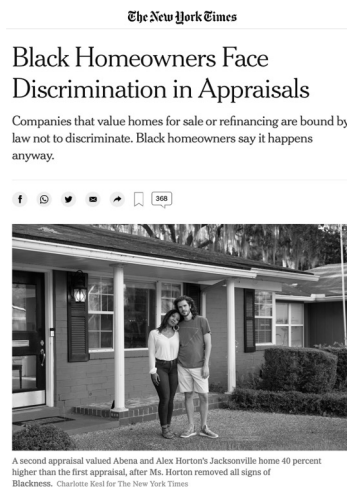 The New York Times
Black Homeowners Face
Discrimination in Appraisals
Companies that value homes for sale or refinancing are bound by
law not to discriminate. Black homeowners say it happens
anyway.
368
A second appraisal valued Abena and Alex Horton's Jacksonville home 40 percent
higher than the first appraisal, after Ms. Horton removed all signs of
Blackness. Charlotte Kesl for The New York Times